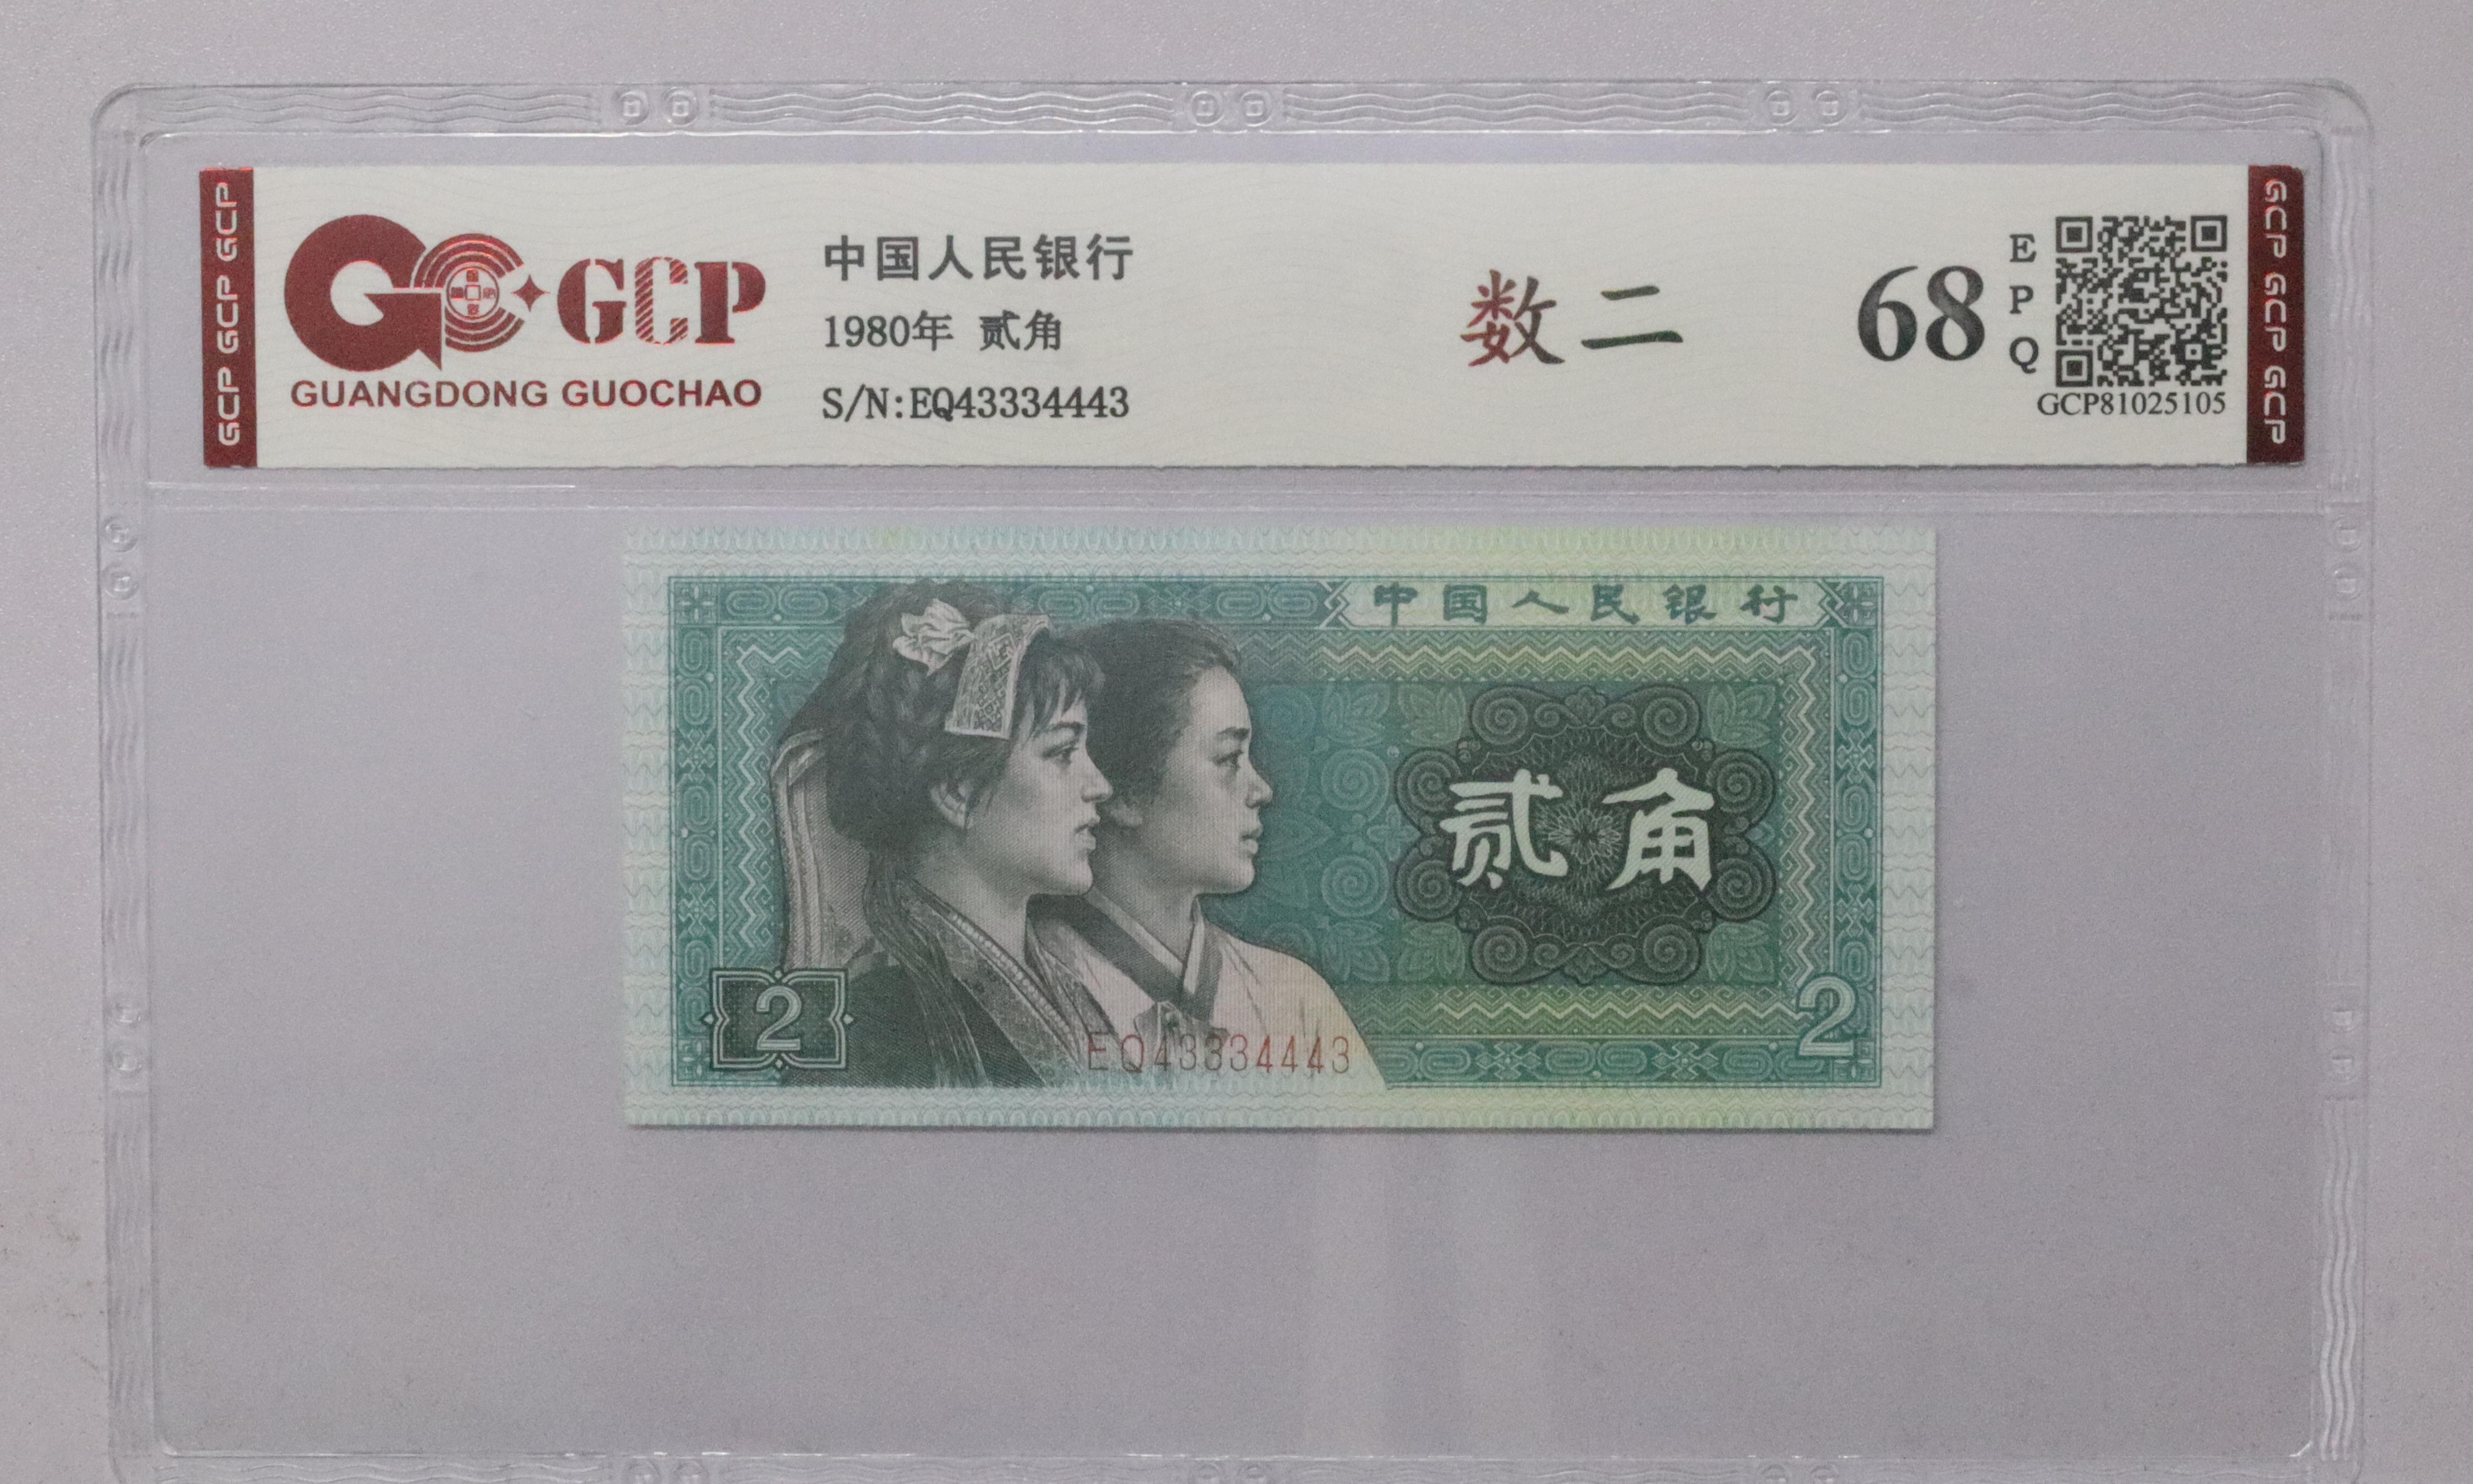 GCP GCP GCP
GCP
GUANGDONG GUOCHAO
中国人民银行
1980年 贰角
S/N:EQ43334443
数二
68
EPQ
GCP81025105
GCP GCP GCP
中国人民银行
贰角
2
EQ43334443
2